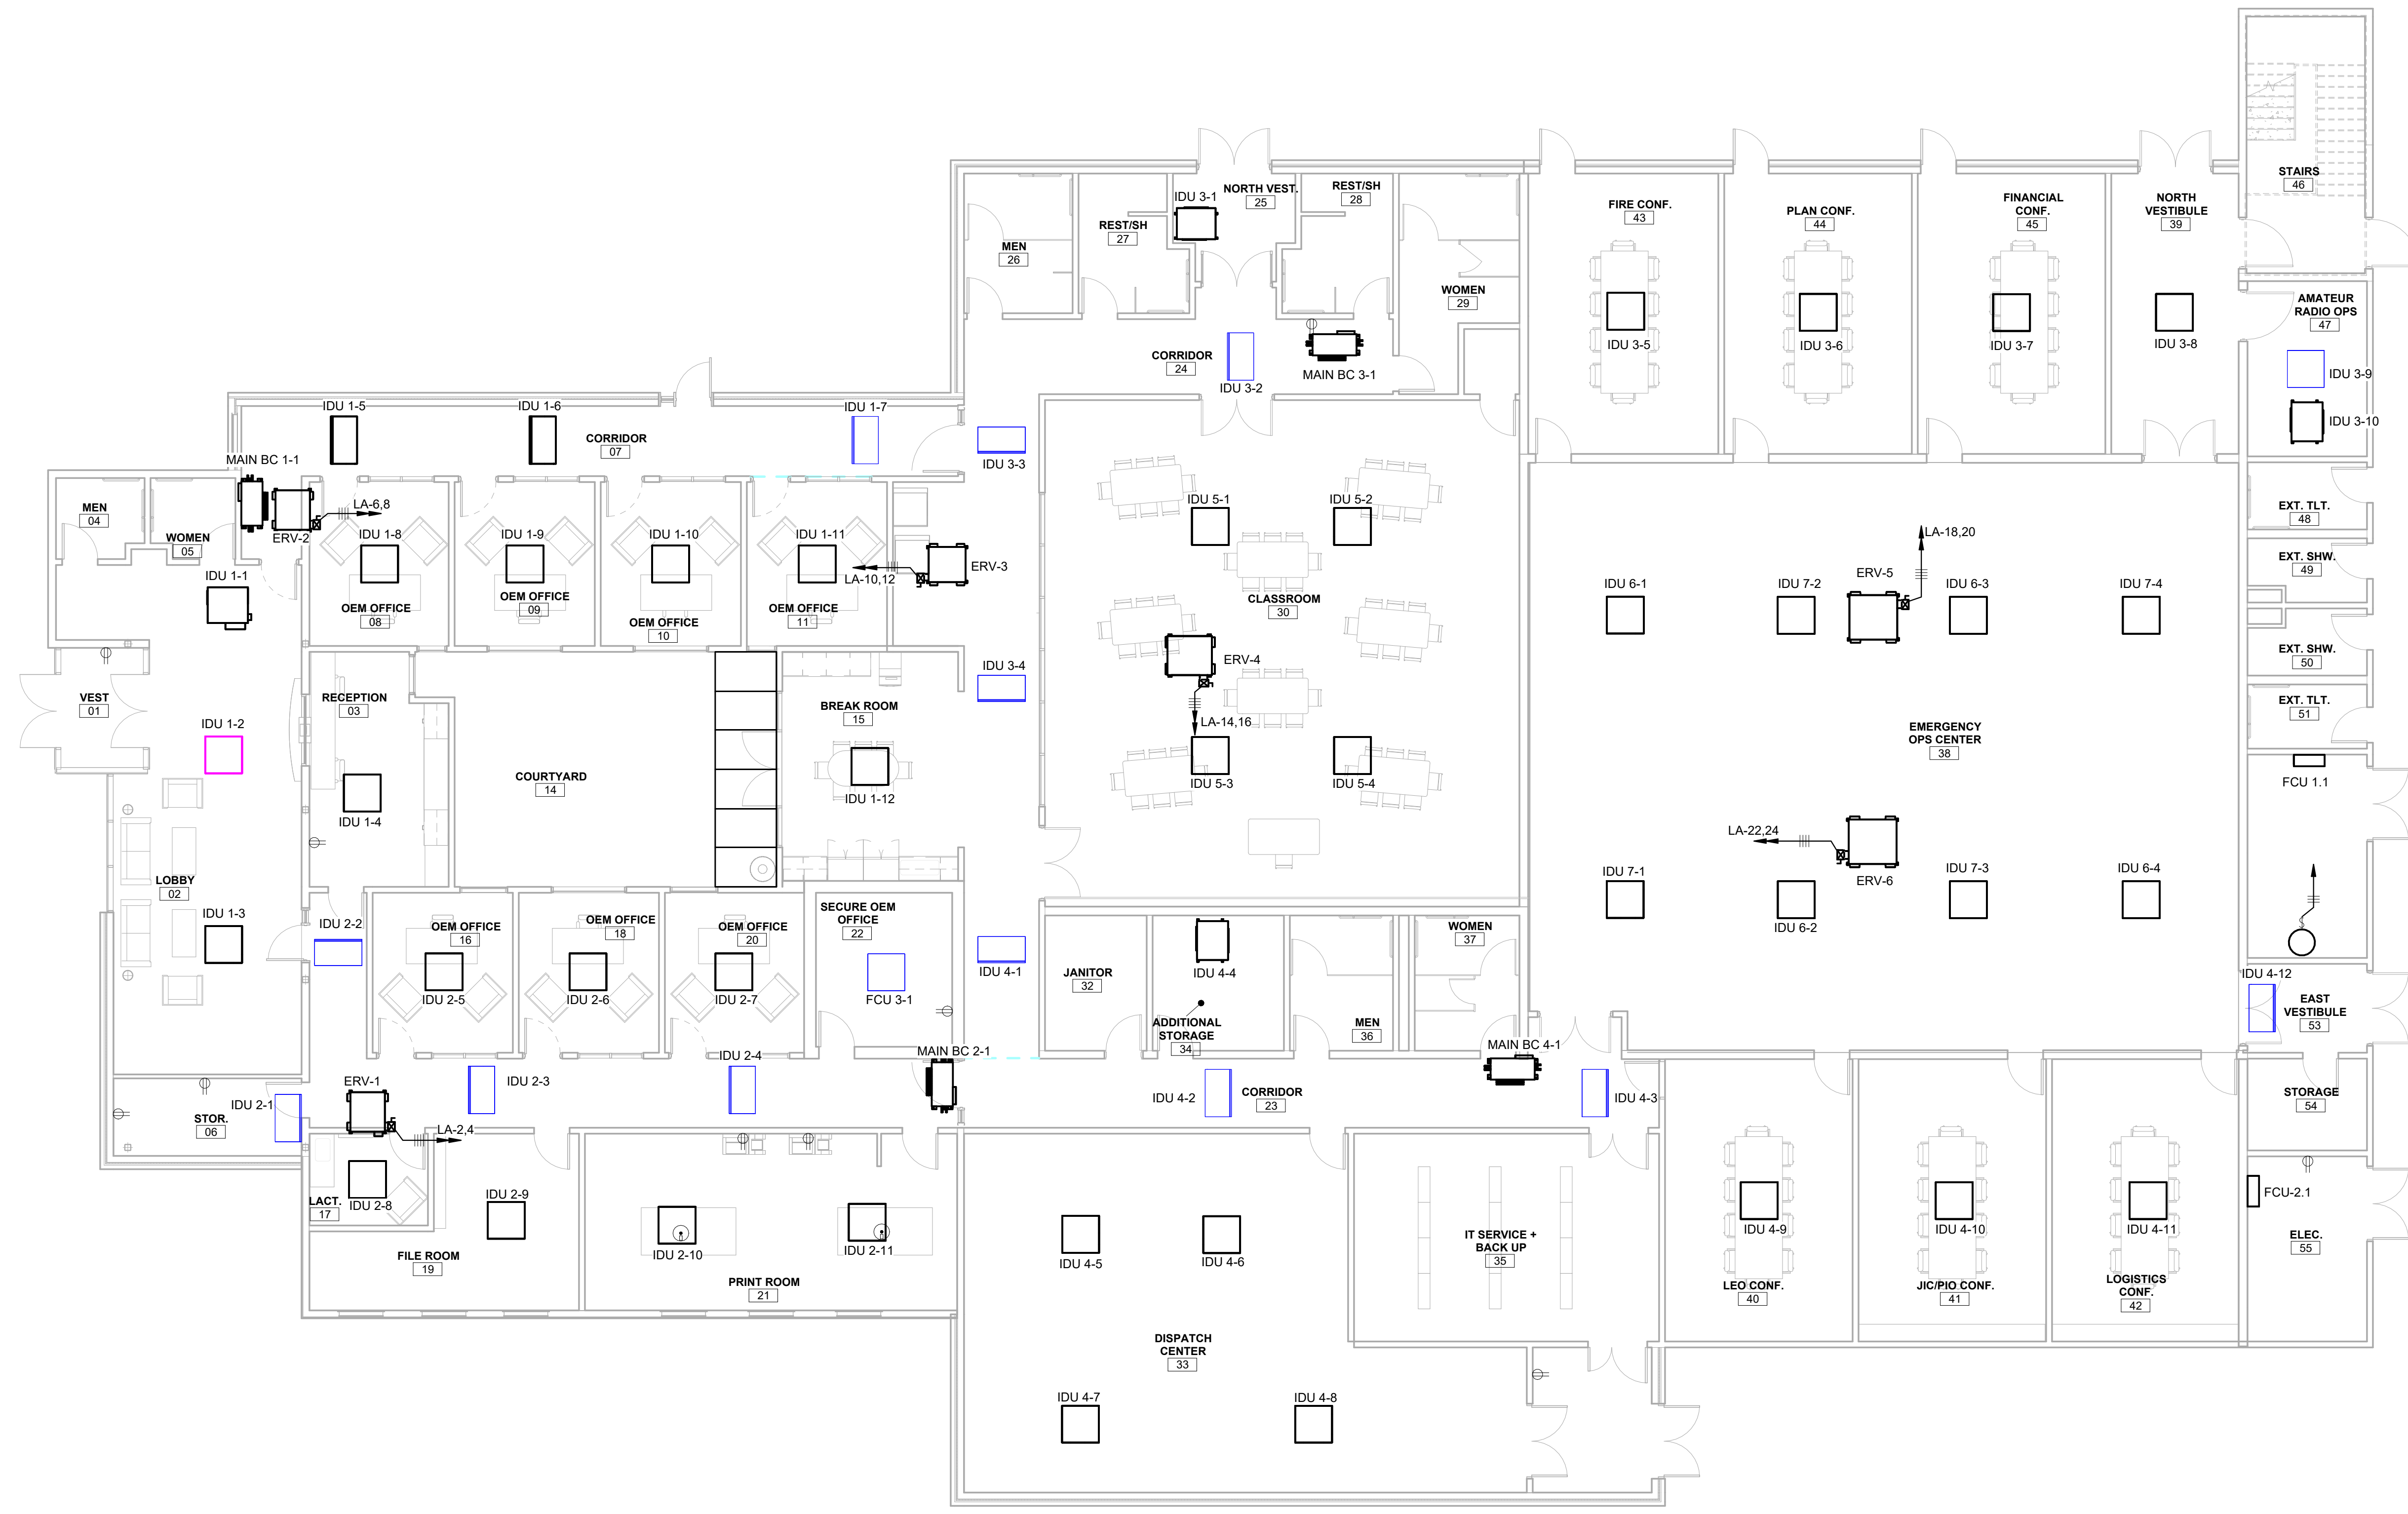 STAIRS
46
IDU 3-1
NORTH VEST.
25
REST/SH
28
REST/SH
27
MEN
26
WOMEN
29
CORRIDOR
24
IDU 3-2
MAIN BC 3-1
FIRE CONF.
43
IDU 3-5
PLAN CONF.
44
IDU 3-6
FINANCIAL
CONF.
45
IDU 3-7
NORTH
VESTIBULE
39
IDU 3-8
AMATEUR
RADIO OPS
47
IDU 3-9
IDU 3-10
IDU 1-5
IDU 1-6
IDU 1-7
CORRIDOR
07
IDU 3-3
MAIN BC 1-1
MEN
04
WOMEN
05
ERV-2
LA-6,8
IDU 1-1
IDU 1-8
OEM OFFICE
08
IDU 1-9
OEM OFFICE
09
IDU 1-10
OEM OFFICE
10
IDU 1-11
OEM OFFICE
11
LA-10,12
ERV-3
IDU 5-1
IDU 5-2
CLASSROOM
30
ERV-4
LA-14,16
IDU 5-3
IDU 5-4
IDU 6-1
IDU 7-2
ERV-5
LA-18,20
IDU 6-3
IDU 7-4
EXT. TLT.
48
EXT. SHW.
49
EXT. SHW.
50
EXT. TLT.
51
VEST
01
IDU 1-2
RECEPTION
03
IDU 1-4
COURTYARD
14
BREAK ROOM
15
IDU 1-12
IDU 3-4
EMERGENCY
OPS CENTER
38
FCU 1.1
LA-22,24
ERV-6
IDU 7-1
IDU 6-2
IDU 7-3
IDU 6-4
LOBBY
02
IDU 1-3
IDU 2-2
OEM OFFICE
16
IDU 2-5
OEM OFFICE
18
IDU 2-6
OEM OFFICE
20
IDU 2-7
SECURE OEM
OFFICE
22
FCU 3-1
IDU 4-1
JANITOR
32
IDU 4-4
ADDITIONAL
STORAGE
34
MEN
36
WOMEN
37
MAIN BC 4-1
IDU 4-12
EAST
VESTIBULE
53
STOR.
06
IDU 2-1
ERV-1
LA-2,4
IDU 2-3
IDU 2-4
MAIN BC 2-1
IDU 4-2
CORRIDOR
23
IDU 4-3
STORAGE
54
LACT.
17
IDU 2-8
IDU 2-9
FILE ROOM
19
IDU 2-10
IDU 2-11
PRINT ROOM
21
IDU 4-5
IDU 4-6
IT SERVICE +
BACK UP
35
IDU 4-9
LEO CONF.
40
IDU 4-10
JIC/PIO CONF.
41
IDU 4-11
LOGISTICS
CONF.
42
FCU-2.1
ELEC.
55
DISPATCH
CENTER
33
IDU 4-7
IDU 4-8